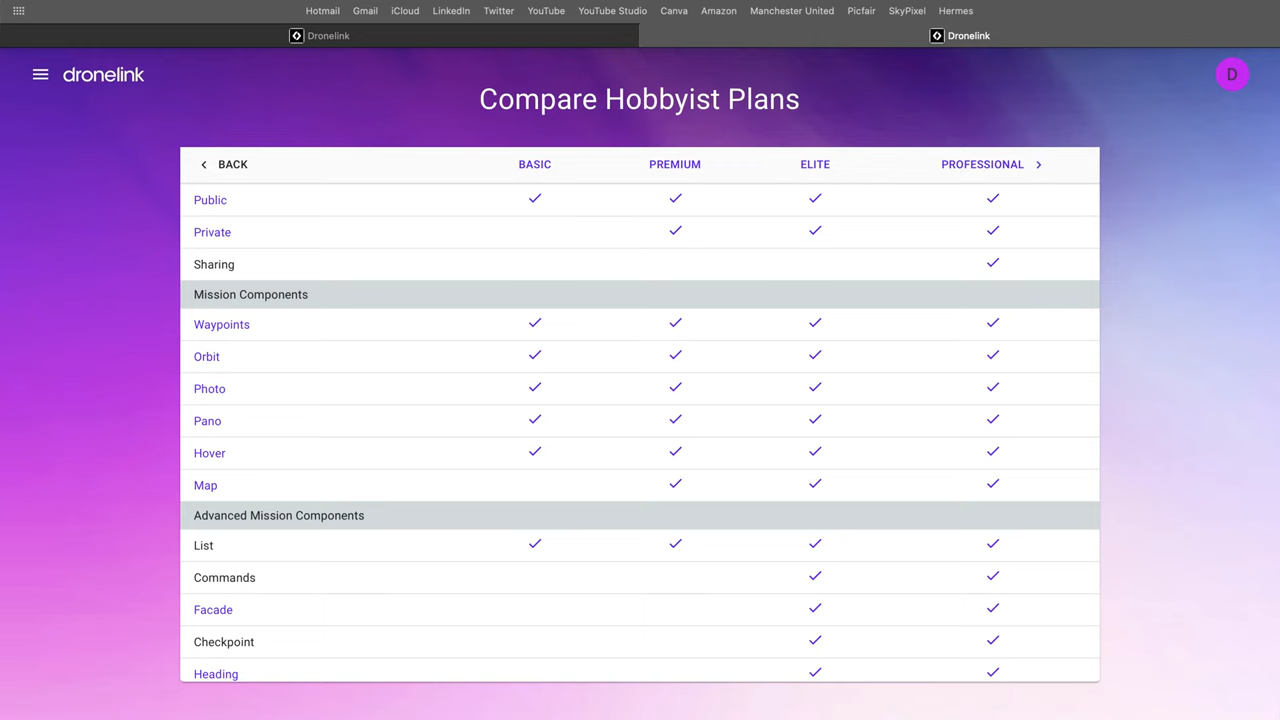 Hotmail Gmail iCloud LinkedIn Twitter YouTube YouTube Studio Canva Amazon Manchester United Picfair SkyPixel Hermes
Dronelink Dronelink
dronelink D
Compare Hobbyist Plans
BACK BASIC PREMIUM ELITE PROFESSIONAL
Public
Private
Sharing
Mission Components
Waypoints
Orbit
Photo
Pano
Hover
Map
Advanced Mission Components
List
Commands
Facade
Checkpoint
Heading